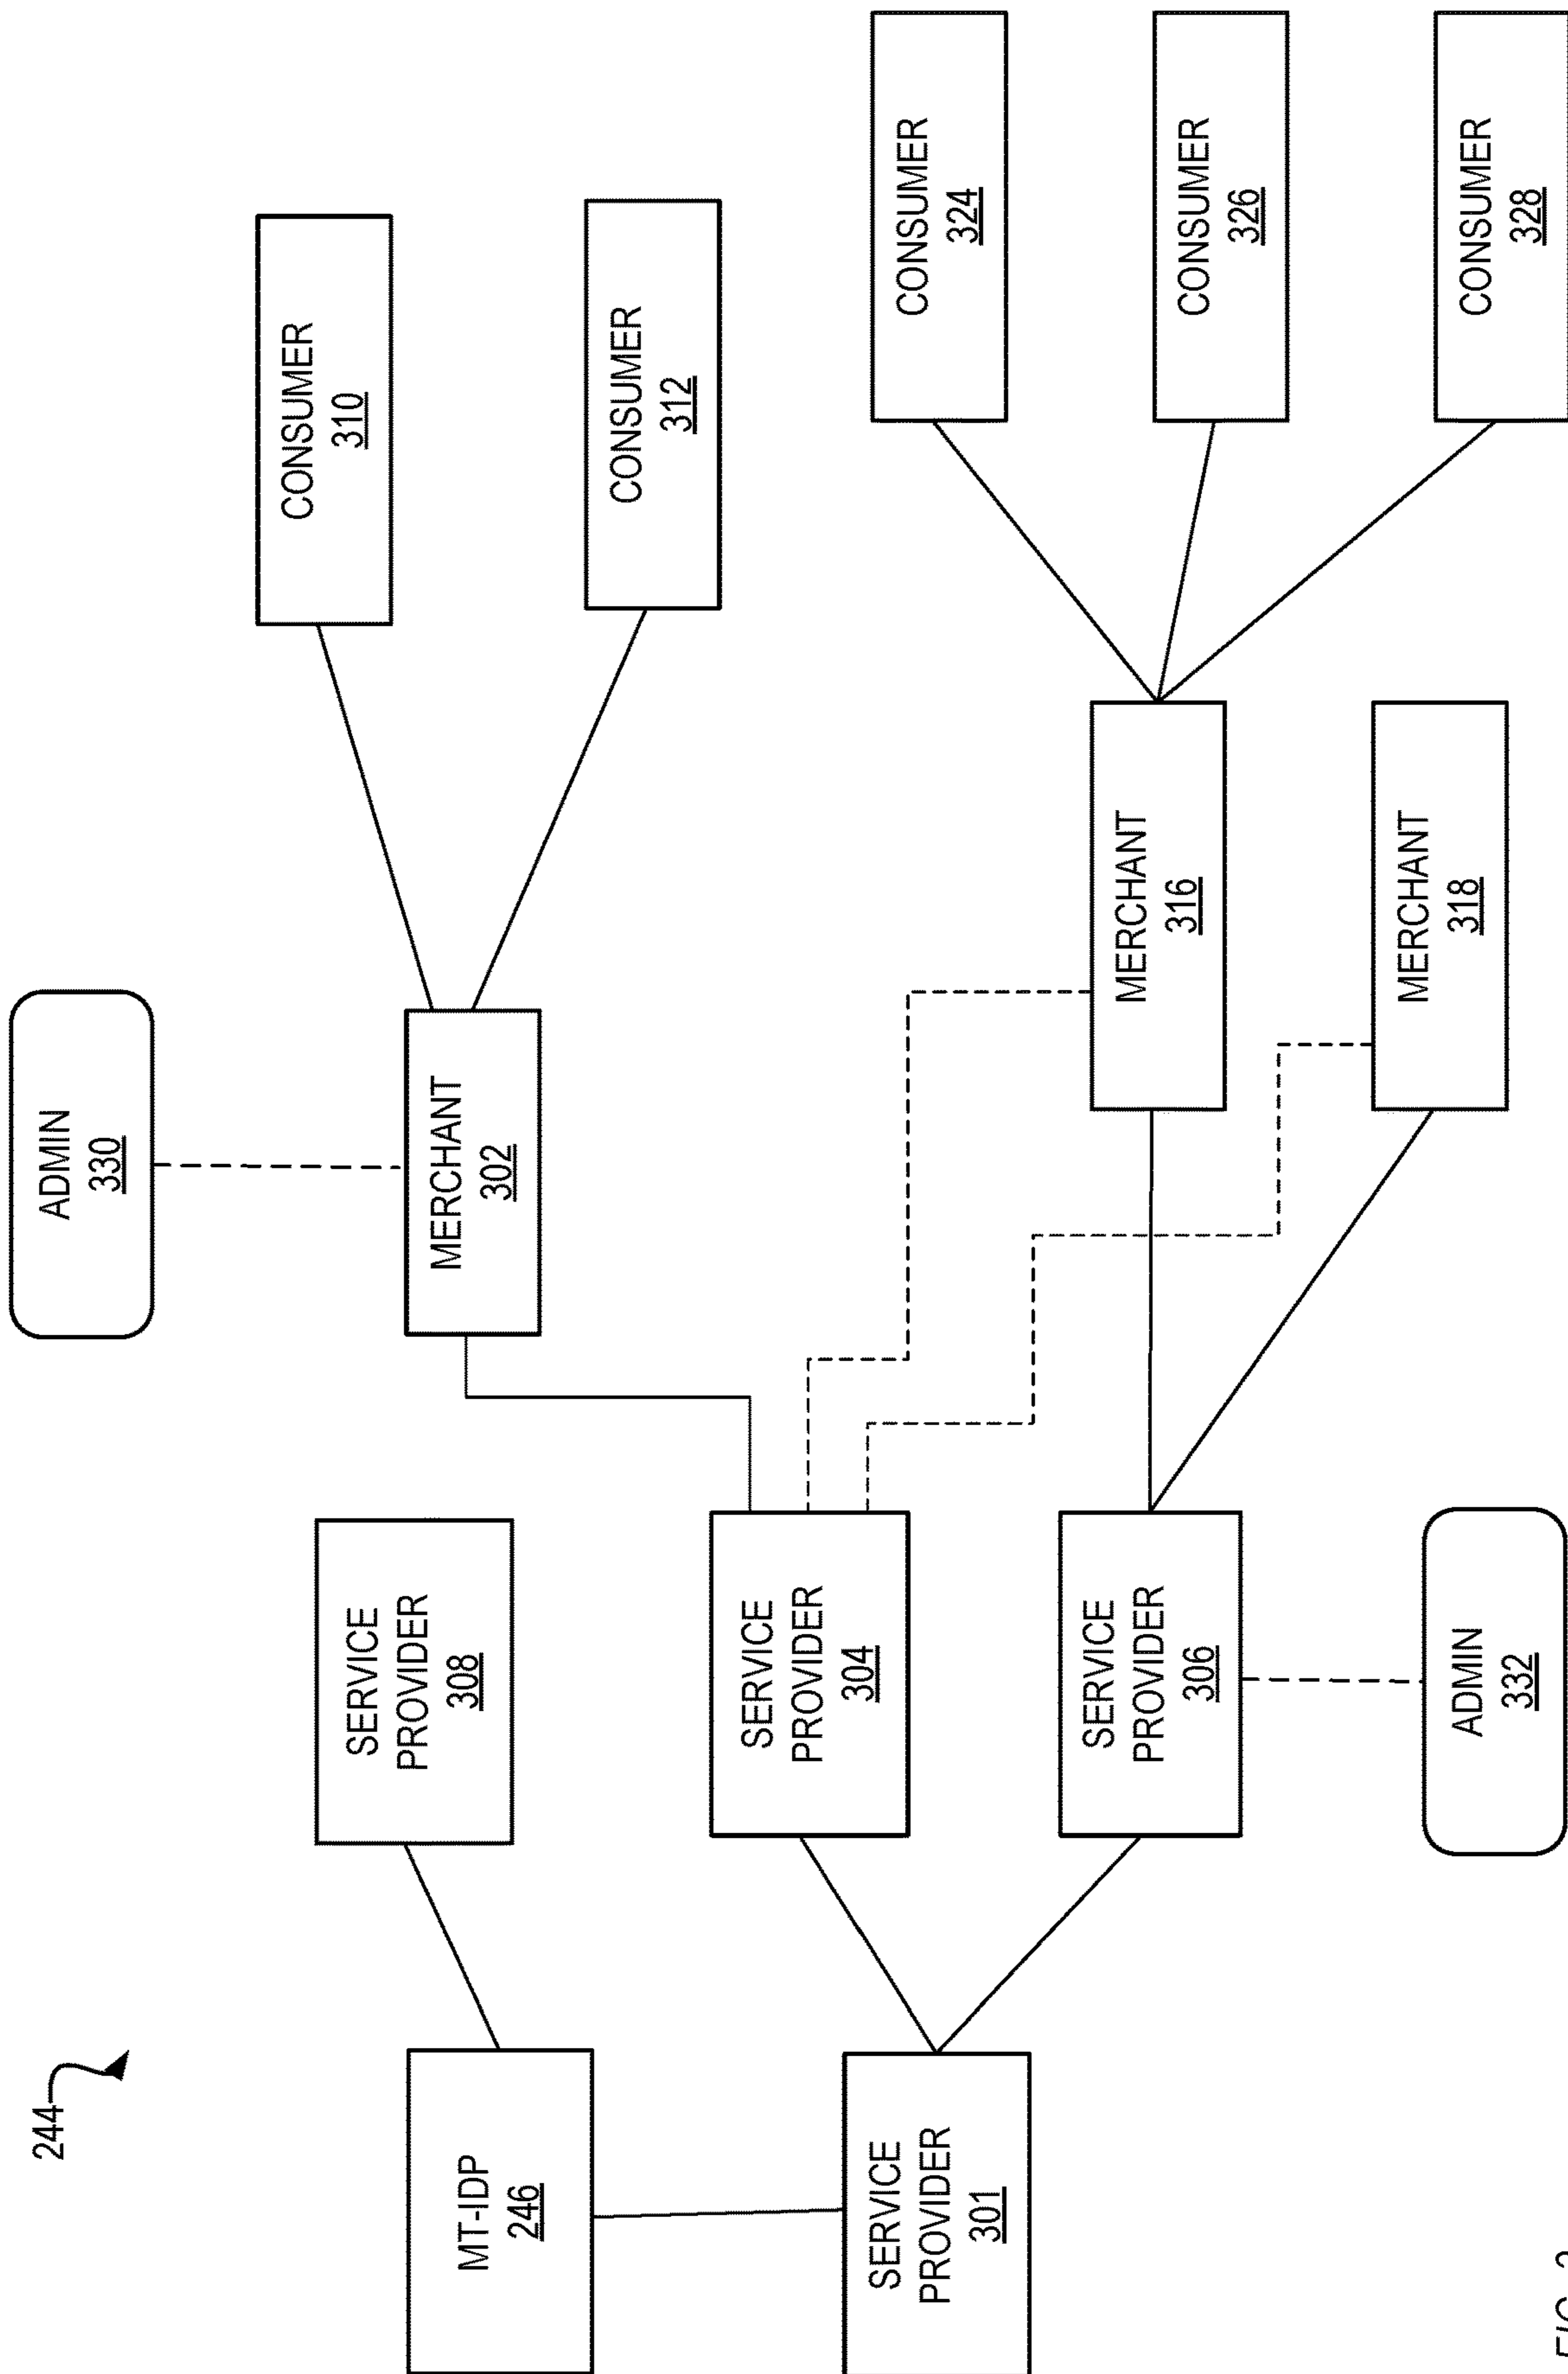 244
ADMIN
330
CONSUMER
310
SERVICE
PROVIDER
308
MERCHANT
302
MT-IDP
246
CONSUMER
312
SERVICE
PROVIDER
304
SERVICE
PROVIDER
301
CONSUMER
324
SERVICE
PROVIDER
306
MERCHANT
316
CONSUMER
326
MERCHANT
318
ADMIN
332
CONSUMER
328
FIG.